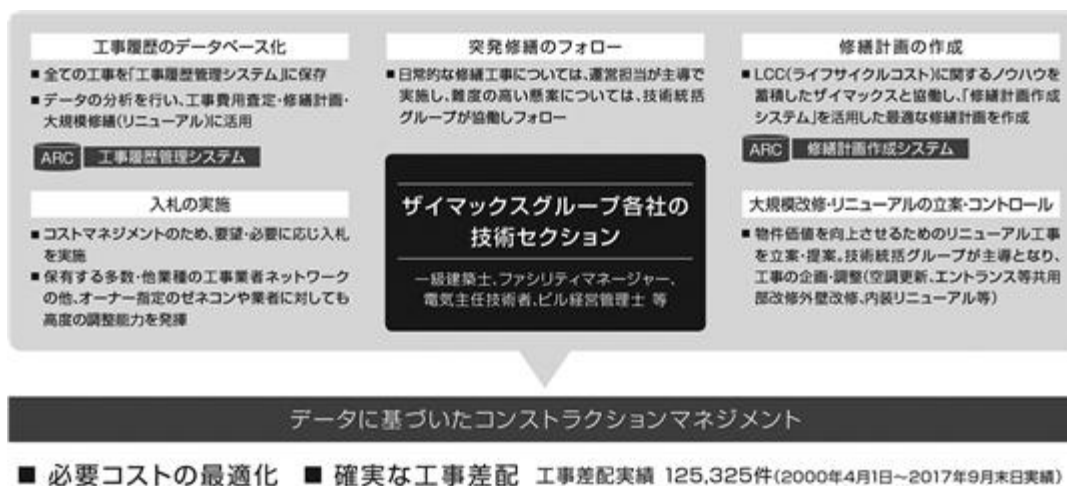 工事履歴のデータベース化
■ 全ての工事を「工事履歴管理システム」に保存
■ データの分析を行い、工事費用査定・修繕計画・
大規模修繕(リニューアル)に活用
ARC 工事履歴管理システム
入札の実施
■ コストマネジメントのため、要望・必要に応じ入札
を実施
■ 保有する多数・他業種の工事業者ネットワーク
の他、オーナー指定のゼネコンや業者に対しても
高度の調整能力を発揮
突発修繕のフォロー
■ 日常的な修繕工事については、運営担当が主導で
実施し、難度の高い懸案については、技術統括
グループが協働しフォロー
ザイマックスグループ各社の
技術セクション
一級建築士、ファシリティマネージャー、
電気主任技術者、ビル経営管理士 等
修繕計画の作成
■ LCC(ライフサイクルコスト)に関するノウハウを
蓄積したザイマックスと協働し、「修繕計画作成
システム」を活用した最適な修繕計画を作成
ARC 修繕計画作成システム
大規模改修・リニューアルの立案・コントロール
■ 物件価値を向上させるためのリニューアル工事
を立案・提案。技術統括グループが主導となり、
工事の企画・調整(空調更新、エントランス等共用
部改修外壁改修、内装リニューアル等)
データに基づいたコンストラクションマネジメント
■ 必要コストの最適化 ■ 確実な工事差配 工事差配実績 125,325件(2000年4月1日～2017年9月末日実績)